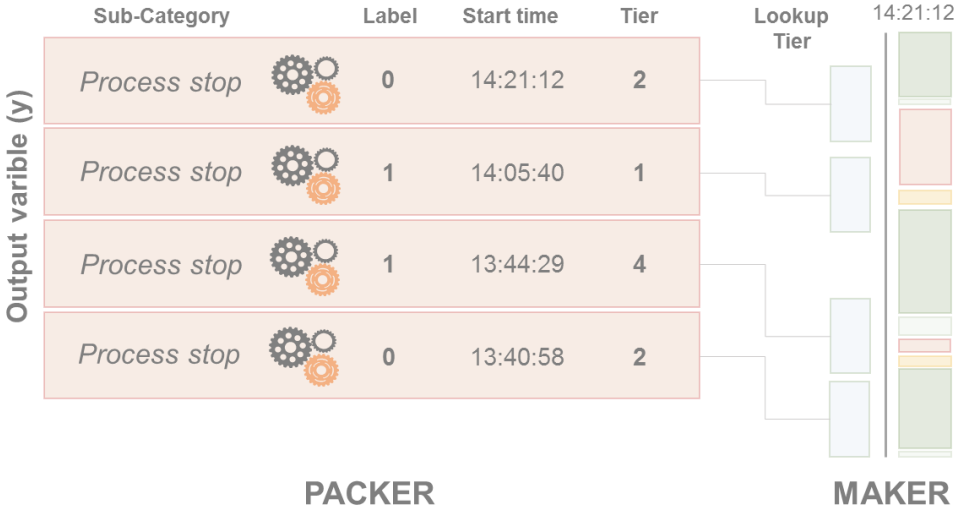 Sub-Category Label Start time Tier Lookup Tier 14:21:12
Output varible (y)
Process stop 0 14:21:12 2
Process stop 1 14:05:40 1
Process stop 1 13:44:29 4
Process stop 0 13:40:58 2
PACKER MAKER